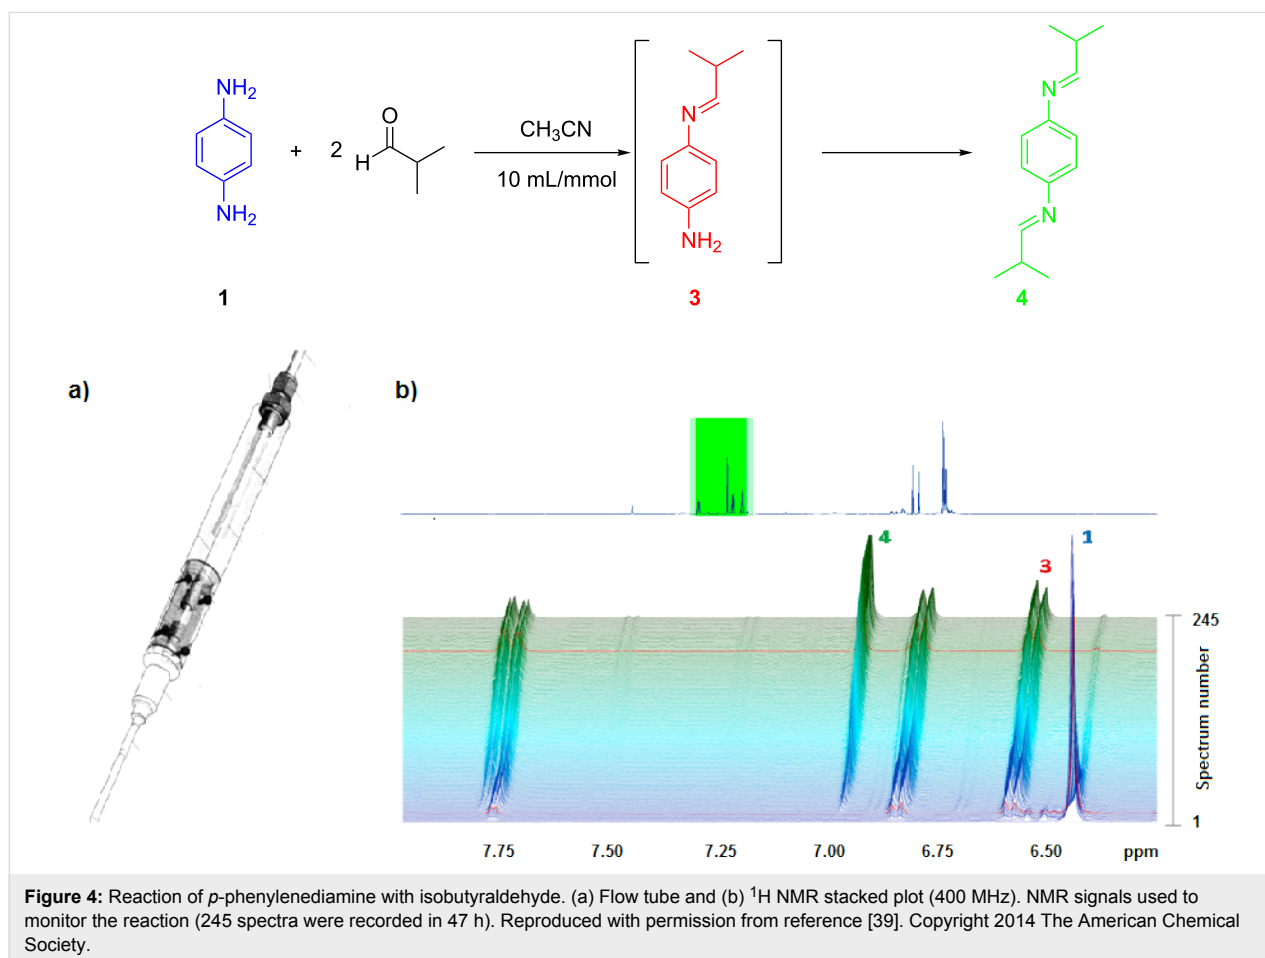 NH₂
NH₂
1
+
2
O
H
CH₃CN
10 mL/mmol
N
NH₂
3
N
N
4
a)
b)
4
3
1
245
Spectrum number
1
7.75 7.50 7.25 7.00 6.75 6.50 ppm
Figure 4: Reaction of p-phenylenediamine with isobutyraldehyde. (a) Flow tube and (b) ¹H NMR stacked plot (400 MHz). NMR signals used to
monitor the reaction (245 spectra were recorded in 47 h). Reproduced with permission from reference [39]. Copyright 2014 The American Chemical
Society.